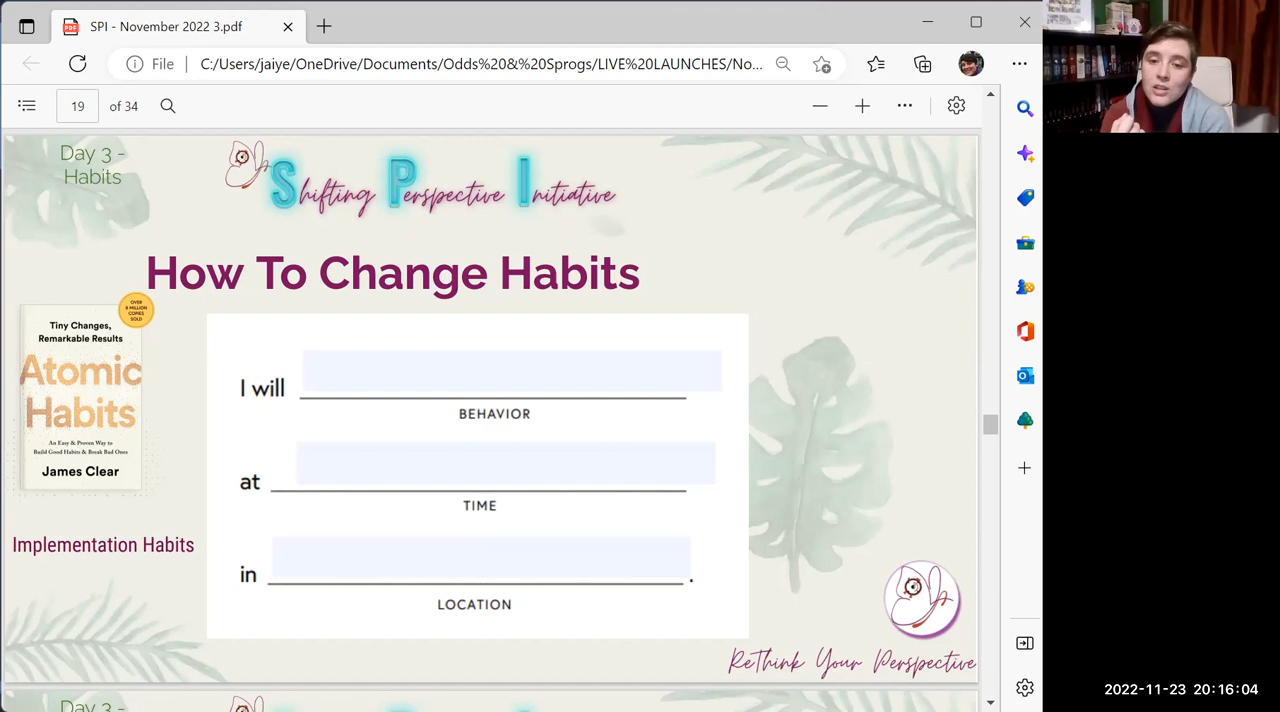 SPI - November 2022 3.pdf
File
C:/Users/jaiye/OneDrive/Documents/Odds%20&%20Sprogs/LIVE%20LAUNCHES/No...
19 of 34
Day 3 -
Habits
Shifting Perspective Initiative
How To Change Habits
OVER
8 MILLION
COPIES
SOLD
Tiny Changes,
Remarkable Results
Atomic
Habits
An Easy & Proven Way to
Build Good Habits & Break Bad Ones
James Clear
Implementation Habits
I will
BEHAVIOR
at
TIME
in .
LOCATION
ReThink Your Perspective
Day 3 -
2022-11-23 20:16:04